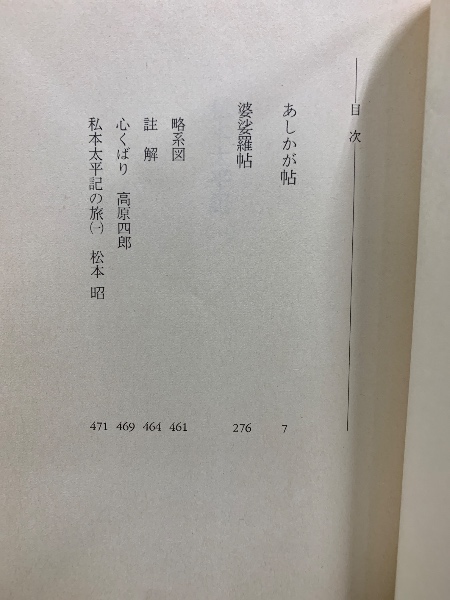 目次
あしかが帖 7
婆娑羅帖 276
略系図 461
註解 464
心くばり 高原四郎 469
私本太平記の旅(一) 松本昭 471